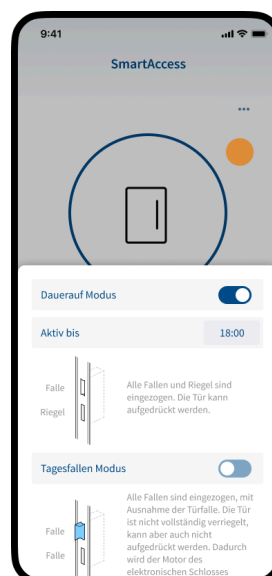 9:41
SmartAccess
Dauerauf Modus
Aktiv bis
18:00
Falle
Riegel
Alle Fallen und Riegel sind
eingezogen. Die Tür kann
aufgedrückt werden.
Tagesfallen Modus
Falle
Falle
Alle Fallen sind eingezogen, mit
Ausnahme der Türfalle. Die Tür
ist nicht vollständig verriegelt,
kann aber auch nicht
aufgedrückt werden. Dadurch
wird der Motor des
elektronischen Schlosses